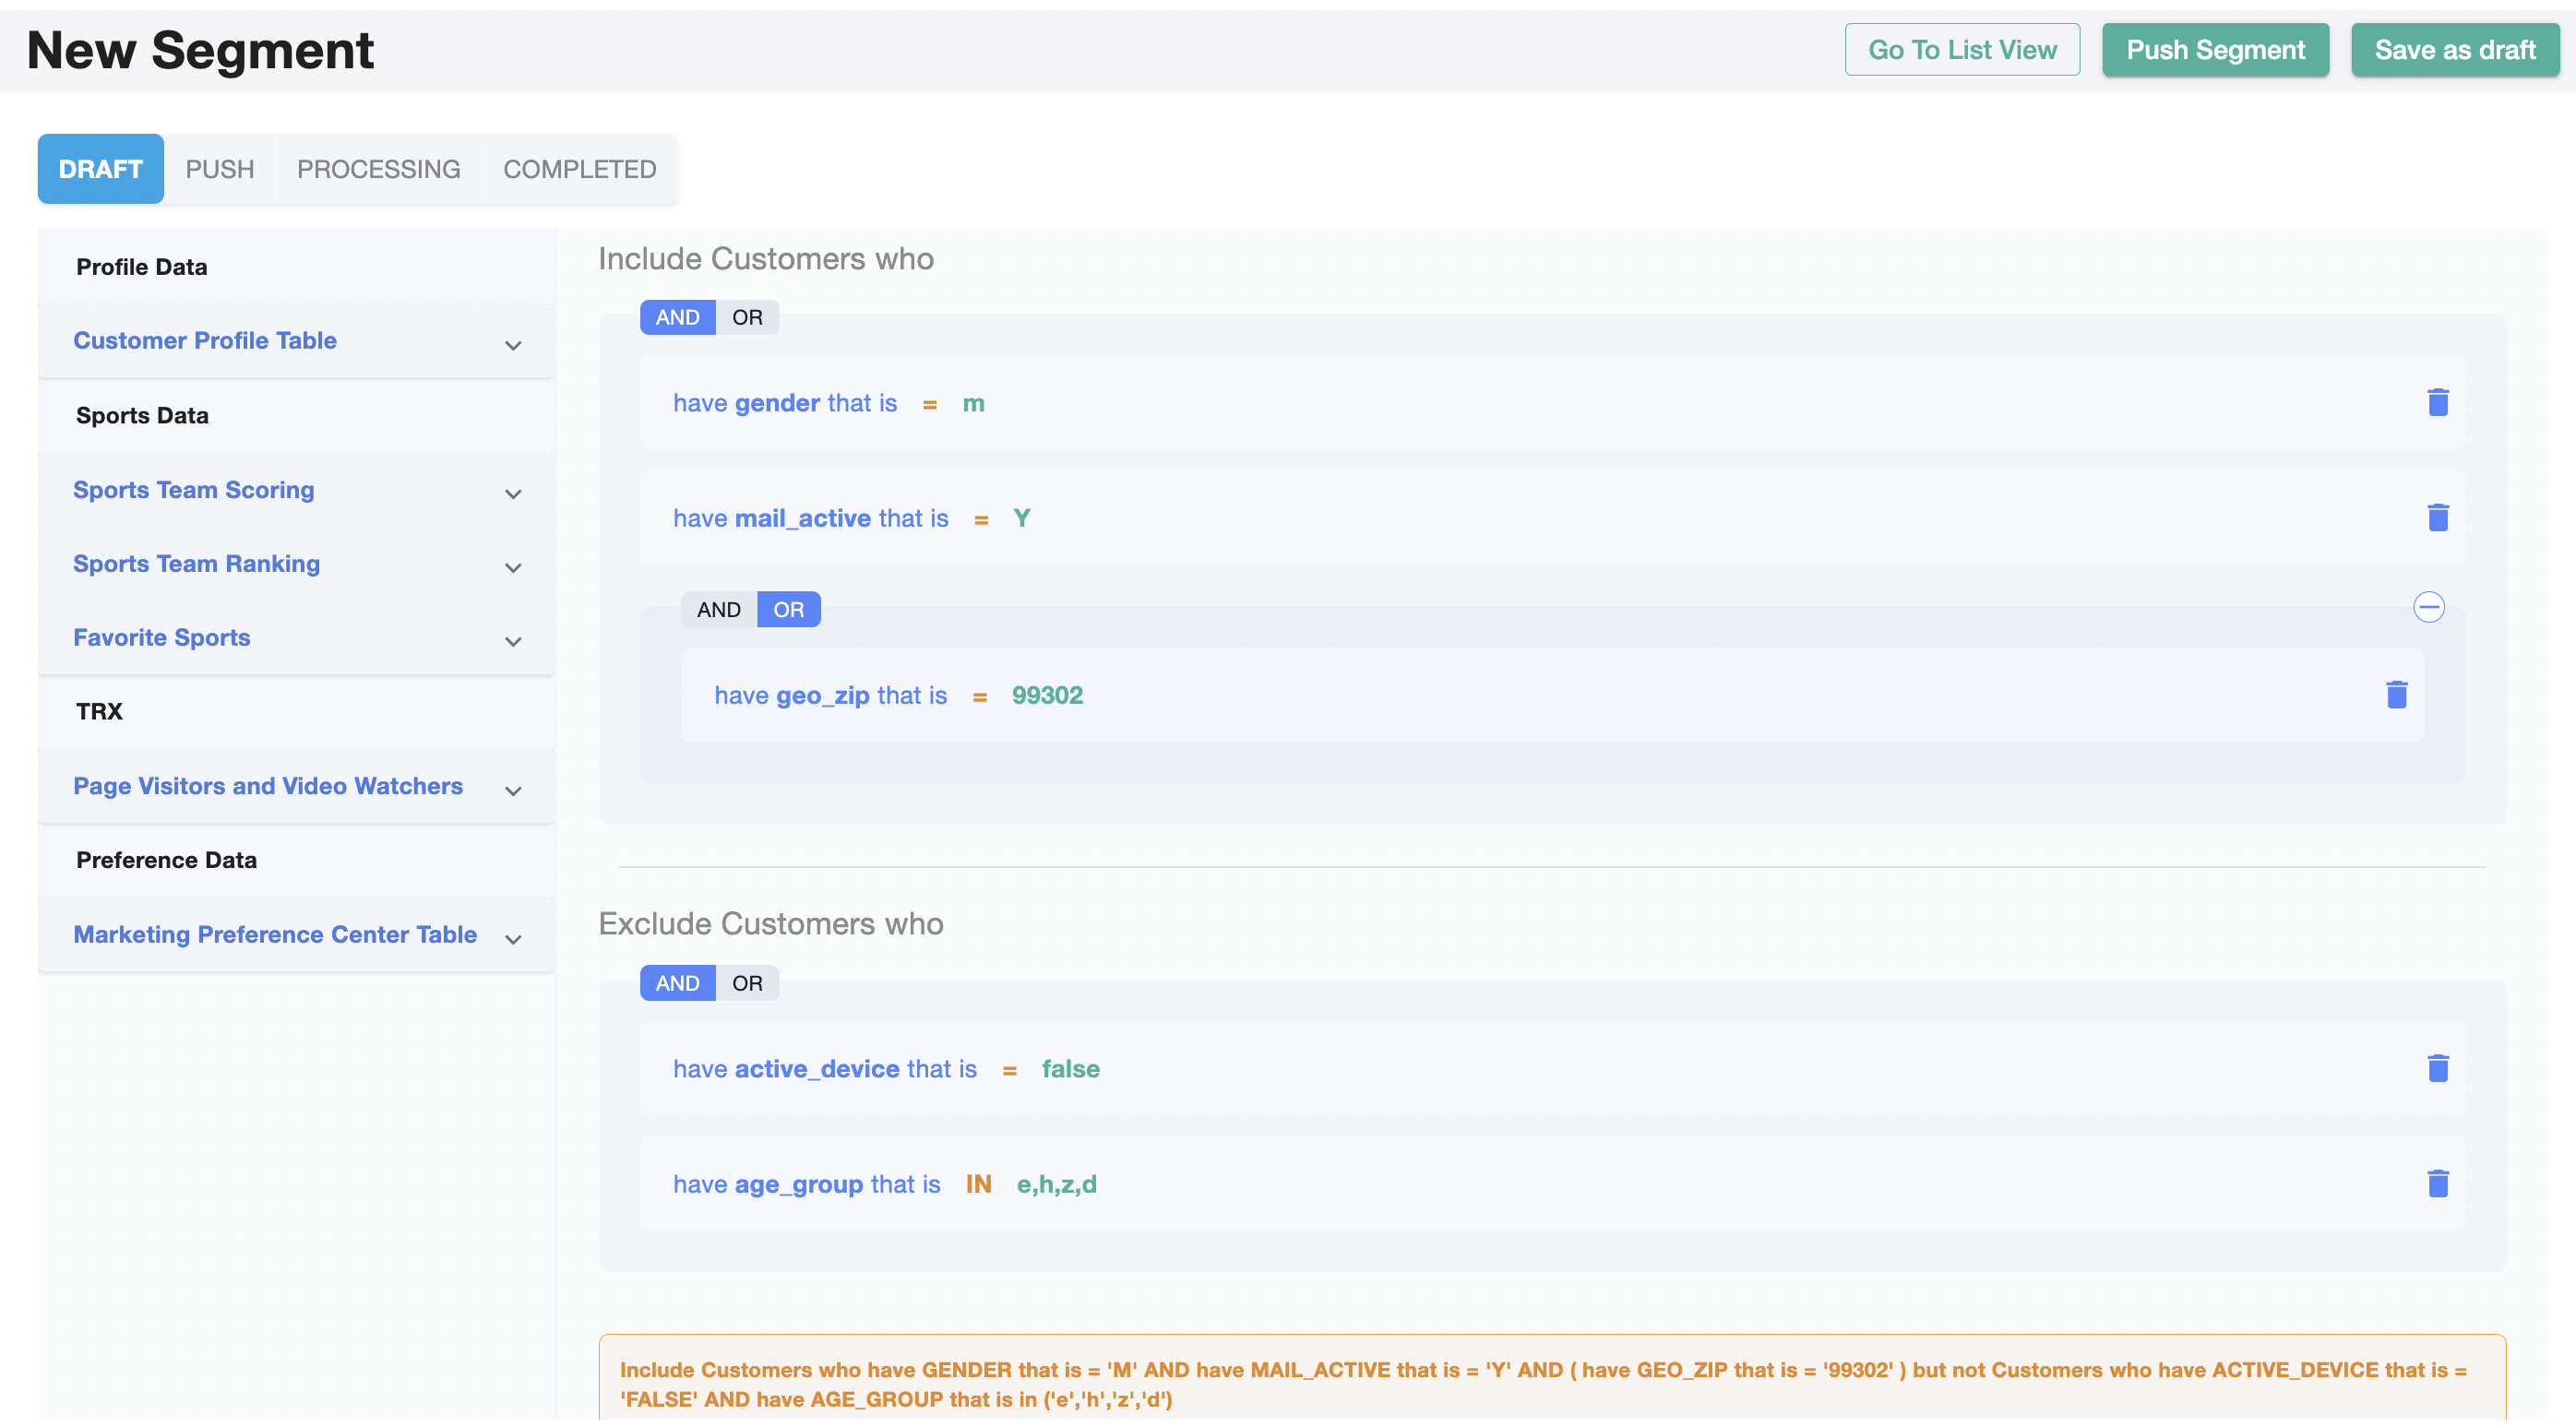 New Segment
Go To List View
Push Segment
Save as draft
DRAFT
PUSH
PROCESSING
COMPLETED
Profile Data
Customer Profile Table
Sports Data
Sports Team Scoring
Sports Team Ranking
Favorite Sports
TRX
Page Visitors and Video Watchers
Preference Data
Marketing Preference Center Table
Include Customers who
AND OR
have gender that is = m
have mail_active that is = Y
AND OR
have geo_zip that is = 99302
Exclude Customers who
AND OR
have active_device that is = false
have age_group that is IN e,h,z,d
Include Customers who have GENDER that is = 'M' AND have MAIL_ACTIVE that is = 'Y' AND ( have GEO_ZIP that is = '99302' ) but not Customers who have ACTIVE_DEVICE that is =
'FALSE' AND have AGE_GROUP that is in ('e','h','z','d')